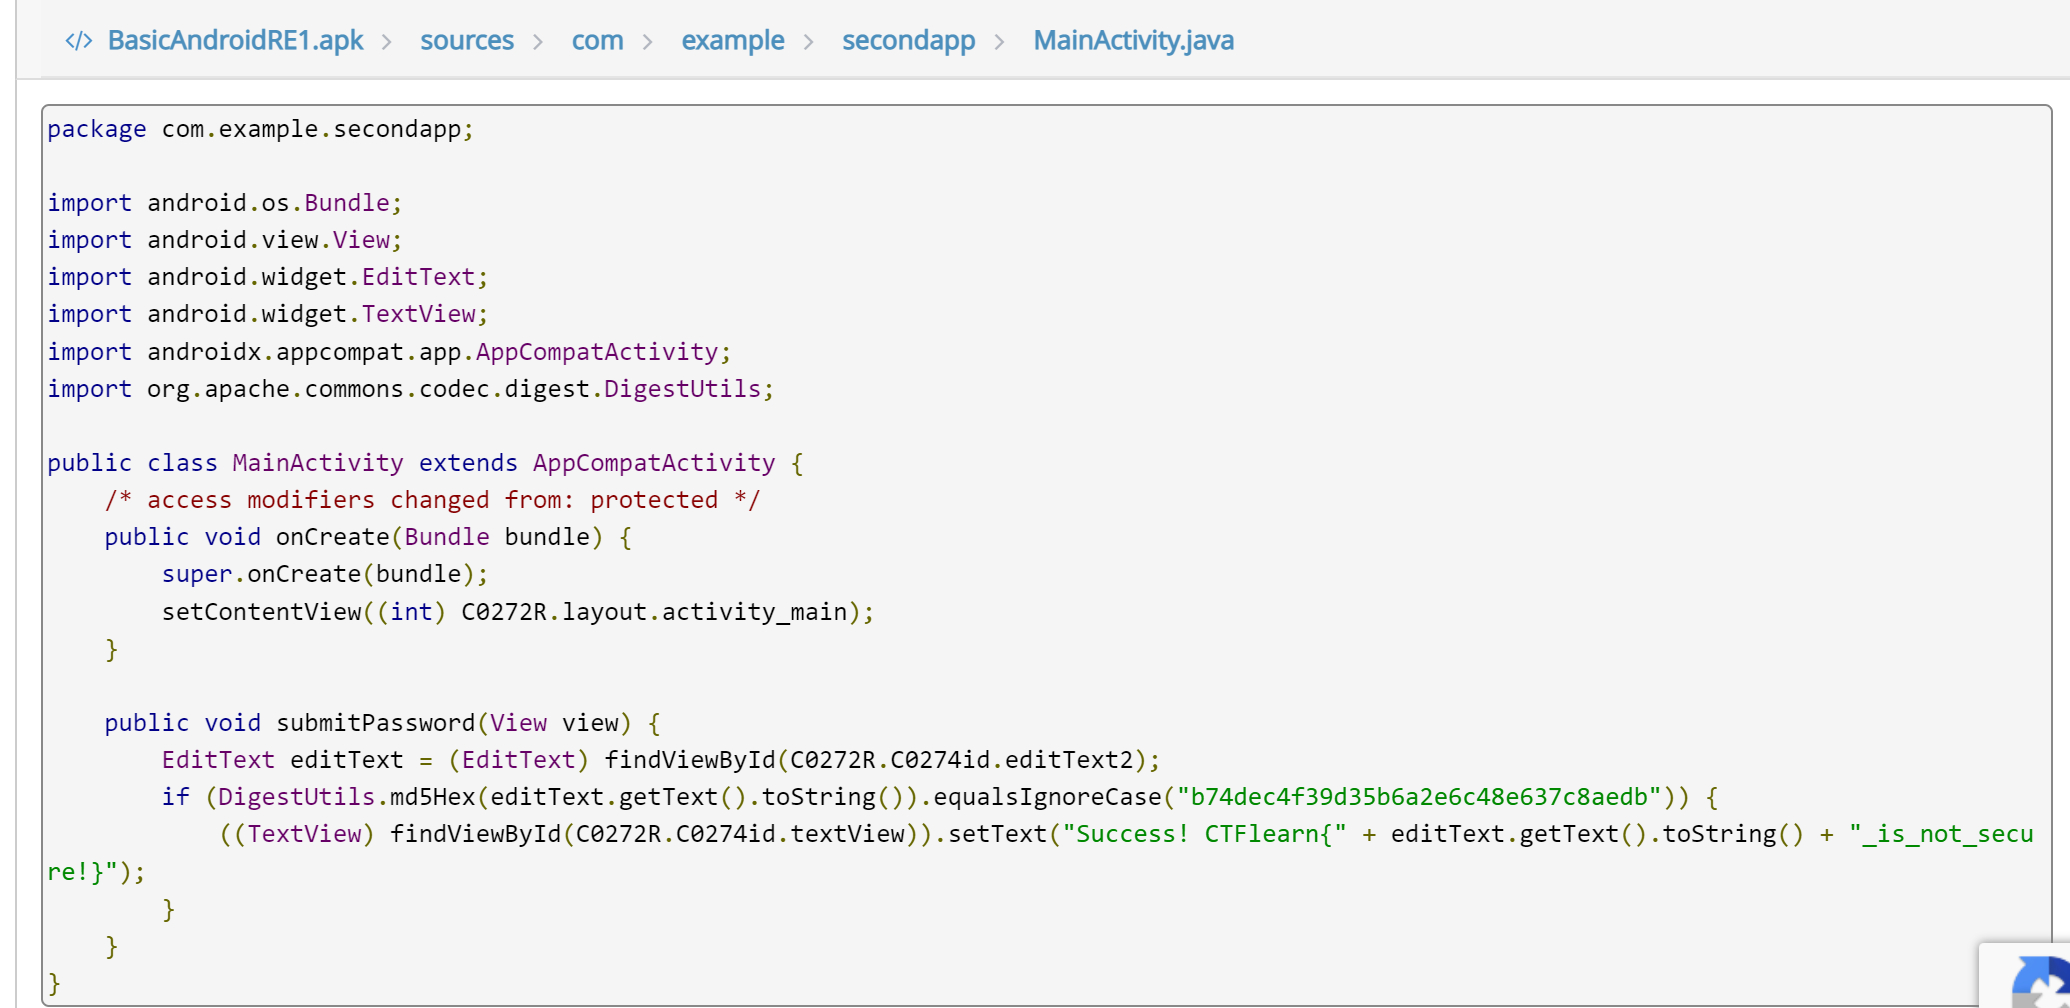 </> BasicAndroidRE1.apk > sources > com > example > secondapp > MainActivity.java
package com.example.secondapp;
import android.os.Bundle;
import android.view.View;
import android.widget.EditText;
import android.widget.TextView;
import androidx.appcompat.app.AppCompatActivity;
import org.apache.commons.codec.digest.DigestUtils;
public class MainActivity extends AppCompatActivity {
    /* access modifiers changed from: protected */
    public void onCreate(Bundle bundle) {
        super.onCreate(bundle);
        setContentView((int) C0272R.layout.activity_main);
    }
    public void submitPassword(View view) {
        EditText editText = (EditText) findViewById(C0272R.C0274id.editText2);
        if (DigestUtils.md5Hex(editText.getText().toString()).equalsIgnoreCase("b74dec4f39d35b6a2e6c48e637c8aedb")) {
            ((TextView) findViewById(C0272R.C0274id.textView)).setText("Success! CTFlearn{" + editText.getText().toString() + "_is_not_secu
re!}");
        }
    }
}